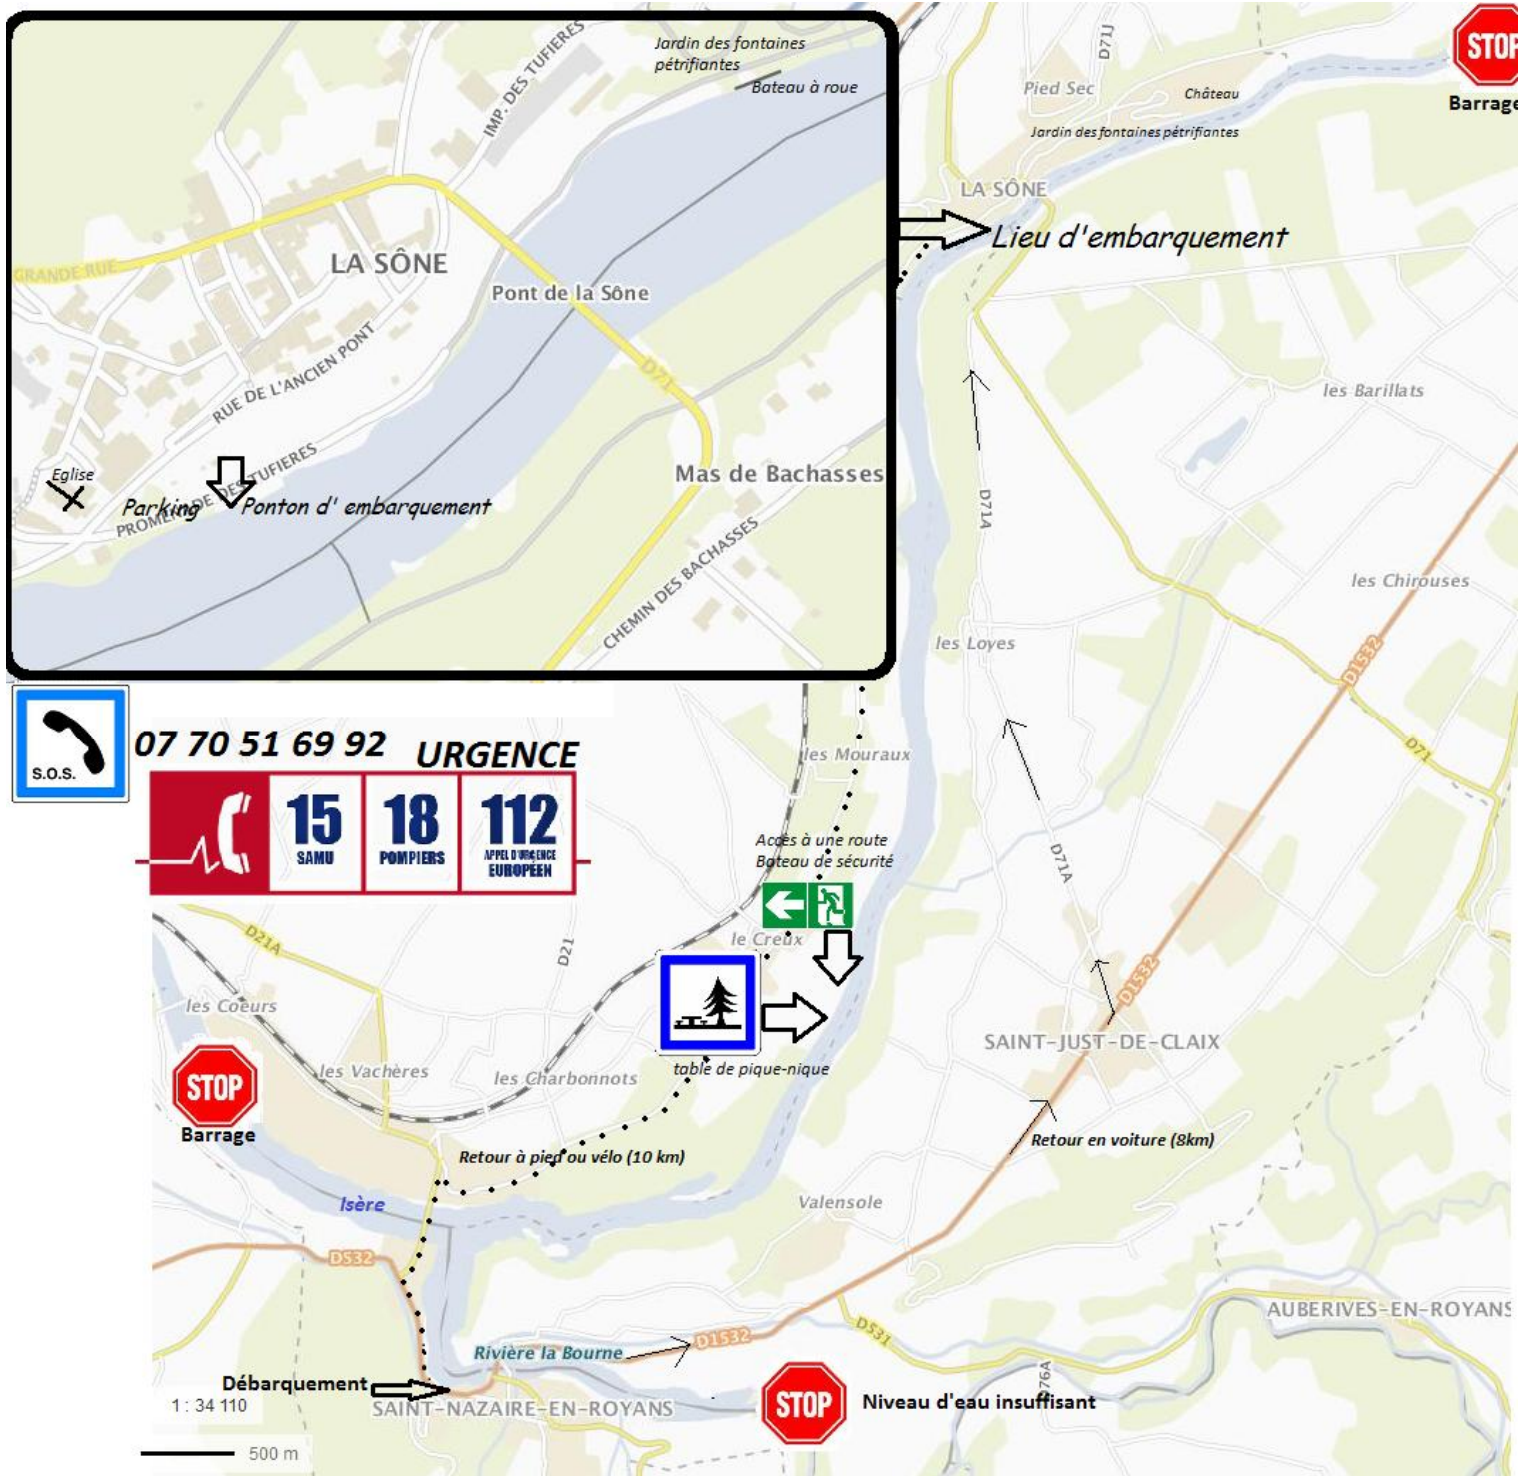 Jardin des fontaines
pétrifiantes
Bateau à roue
IMP. DES TUFIERES
GRANDE RUE
LA SÔNE
Pont de la Sône
D71
RUE DE L'ANCIEN PONT
PROMENADE DES TUFIERES
Eglise
Parking
Ponton d' embarquement
Mas de Bachasses
CHEMIN DES BACHASSES
D71J
Pied Sec
Château
Jardin des fontaines pétrifiantes
STOP
Barrage
LA SÔNE
Lieu d'embarquement
les Barillats
D71A
les Chirouses
les Loyes
D1532
D71
S.O.S.
07 70 51 69 92
URGENCE
15
SAMU
18
POMPIERS
112
APPEL D'URGENCE
EUROPÉEN
les Mouraux
Accès à une route
Bateau de sécurité
D71A
le Creux
D21A
D21
D1532
les Coeurs
SAINT-JUST-DE-CLAIX
STOP
Barrage
les Vachères
les Charbonnots
table de pique-nique
Retour à pied ou vélo (10 km)
Retour en voiture (8km)
Isère
Valensole
D532
AUBERIVES-EN-ROYANS
Rivière la Bourne
D1532
D531
D76A
Débarquement
SAINT-NAZAIRE-EN-ROYANS
STOP
Niveau d'eau insuffisant
1 : 34 110
500 m